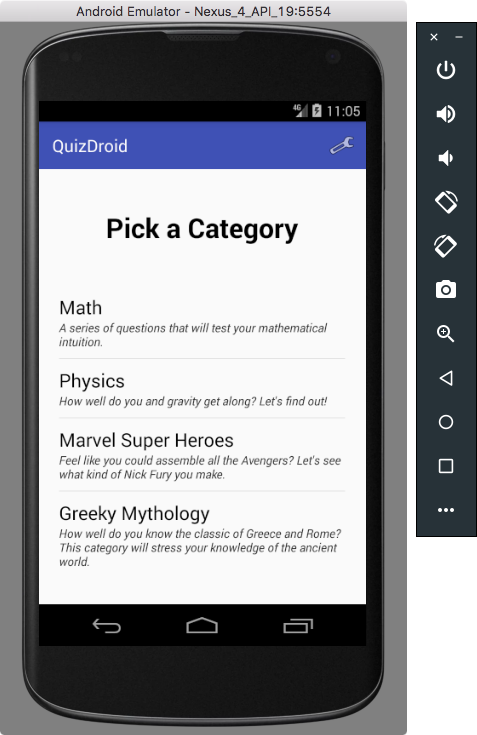 Android Emulator - Nexus_4_API_19:5554
4G 11:05
QuizDroid
Pick a Category
Math
A series of questions that will test your mathematical
intuition.
Physics
How well do you and gravity get along? Let's find out!
Marvel Super Heroes
Feel like you could assemble all the Avengers? Let's see
what kind of Nick Fury you make.
Greeky Mythology
How well do you know the classic of Greece and Rome?
This category will stress your knowledge of the ancient
world.